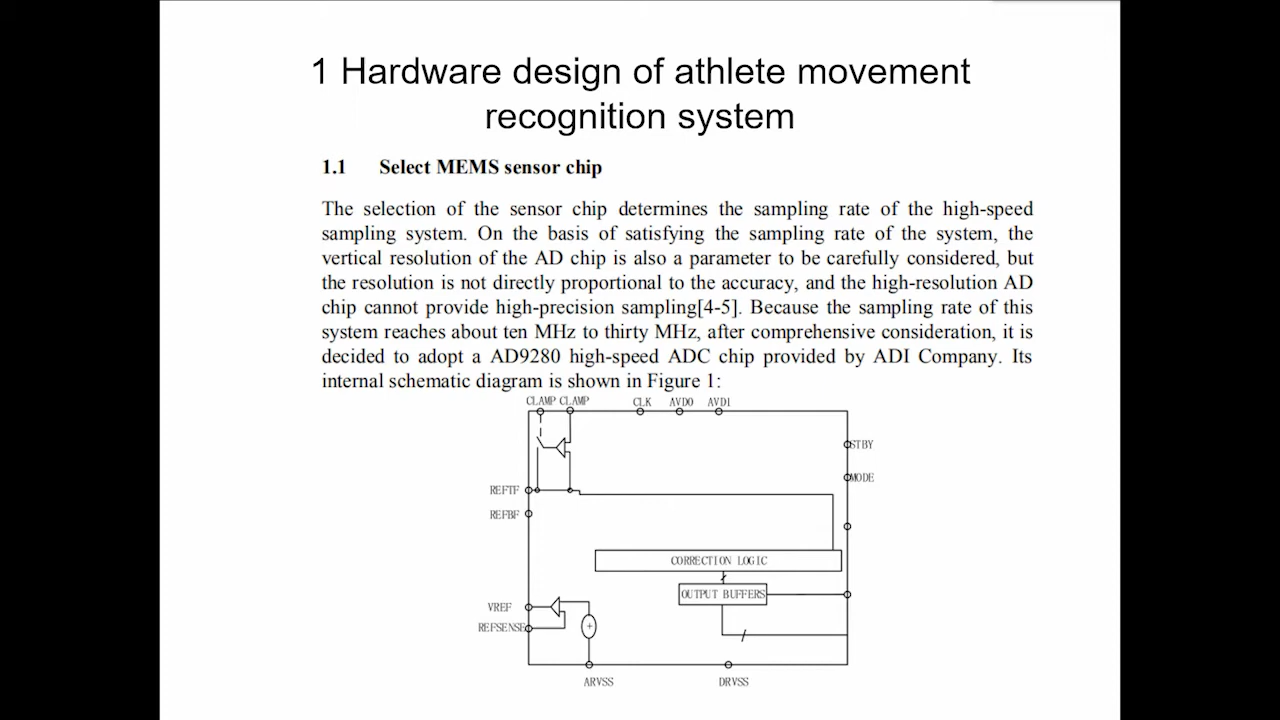 1 Hardware design of athlete movement
recognition system
1.1 Select MEMS sensor chip
The selection of the sensor chip determines the sampling rate of the high-speed
sampling system. On the basis of satisfying the sampling rate of the system, the
vertical resolution of the AD chip is also a parameter to be carefully considered, but
the resolution is not directly proportional to the accuracy, and the high-resolution AD
chip cannot provide high-precision sampling[4-5]. Because the sampling rate of this
system reaches about ten MHz to thirty MHz, after comprehensive consideration, it is
decided to adopt a AD9280 high-speed ADC chip provided by ADI Company. Its
internal schematic diagram is shown in Figure 1:
CLAMP CLAMP CLK AVD0 AVD1
STBY
MODE
REFTF
REFBF
CORRECTION LOGIC
OUTPUT BUFFERS
VREF
REFSENSE
+
ARVSS DRVSS